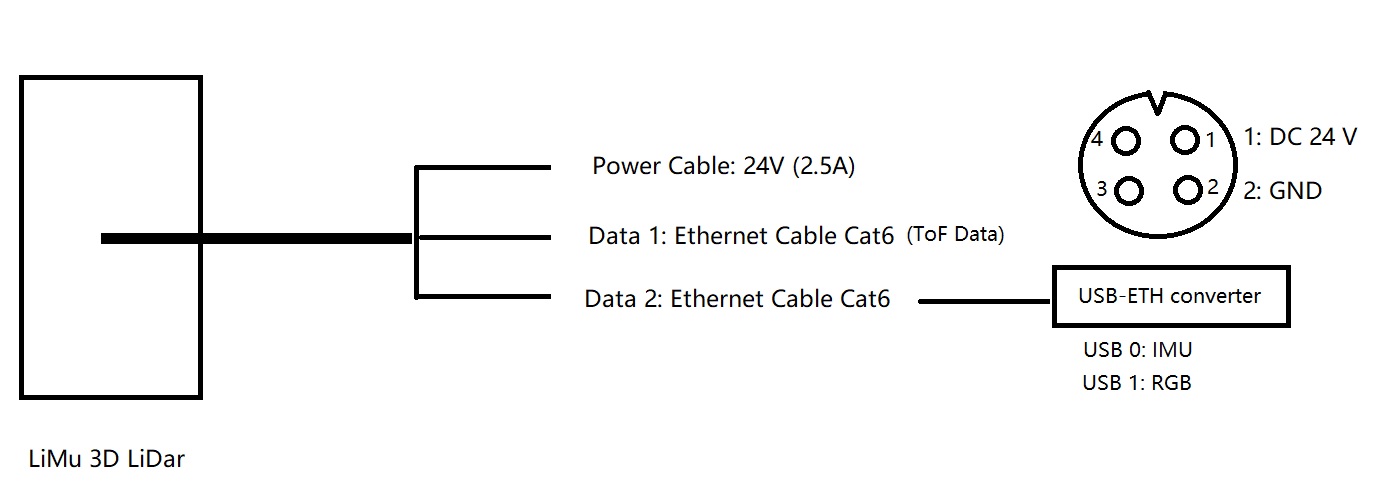 Power Cable: 24V (2.5A)
Data 1: Ethernet Cable Cat6 (ToF Data)
Data 2: Ethernet Cable Cat6
4
1
3
2
1: DC 24 V
2: GND
USB-ETH converter
USB 0: IMU
USB 1: RGB
LiMu 3D LiDar